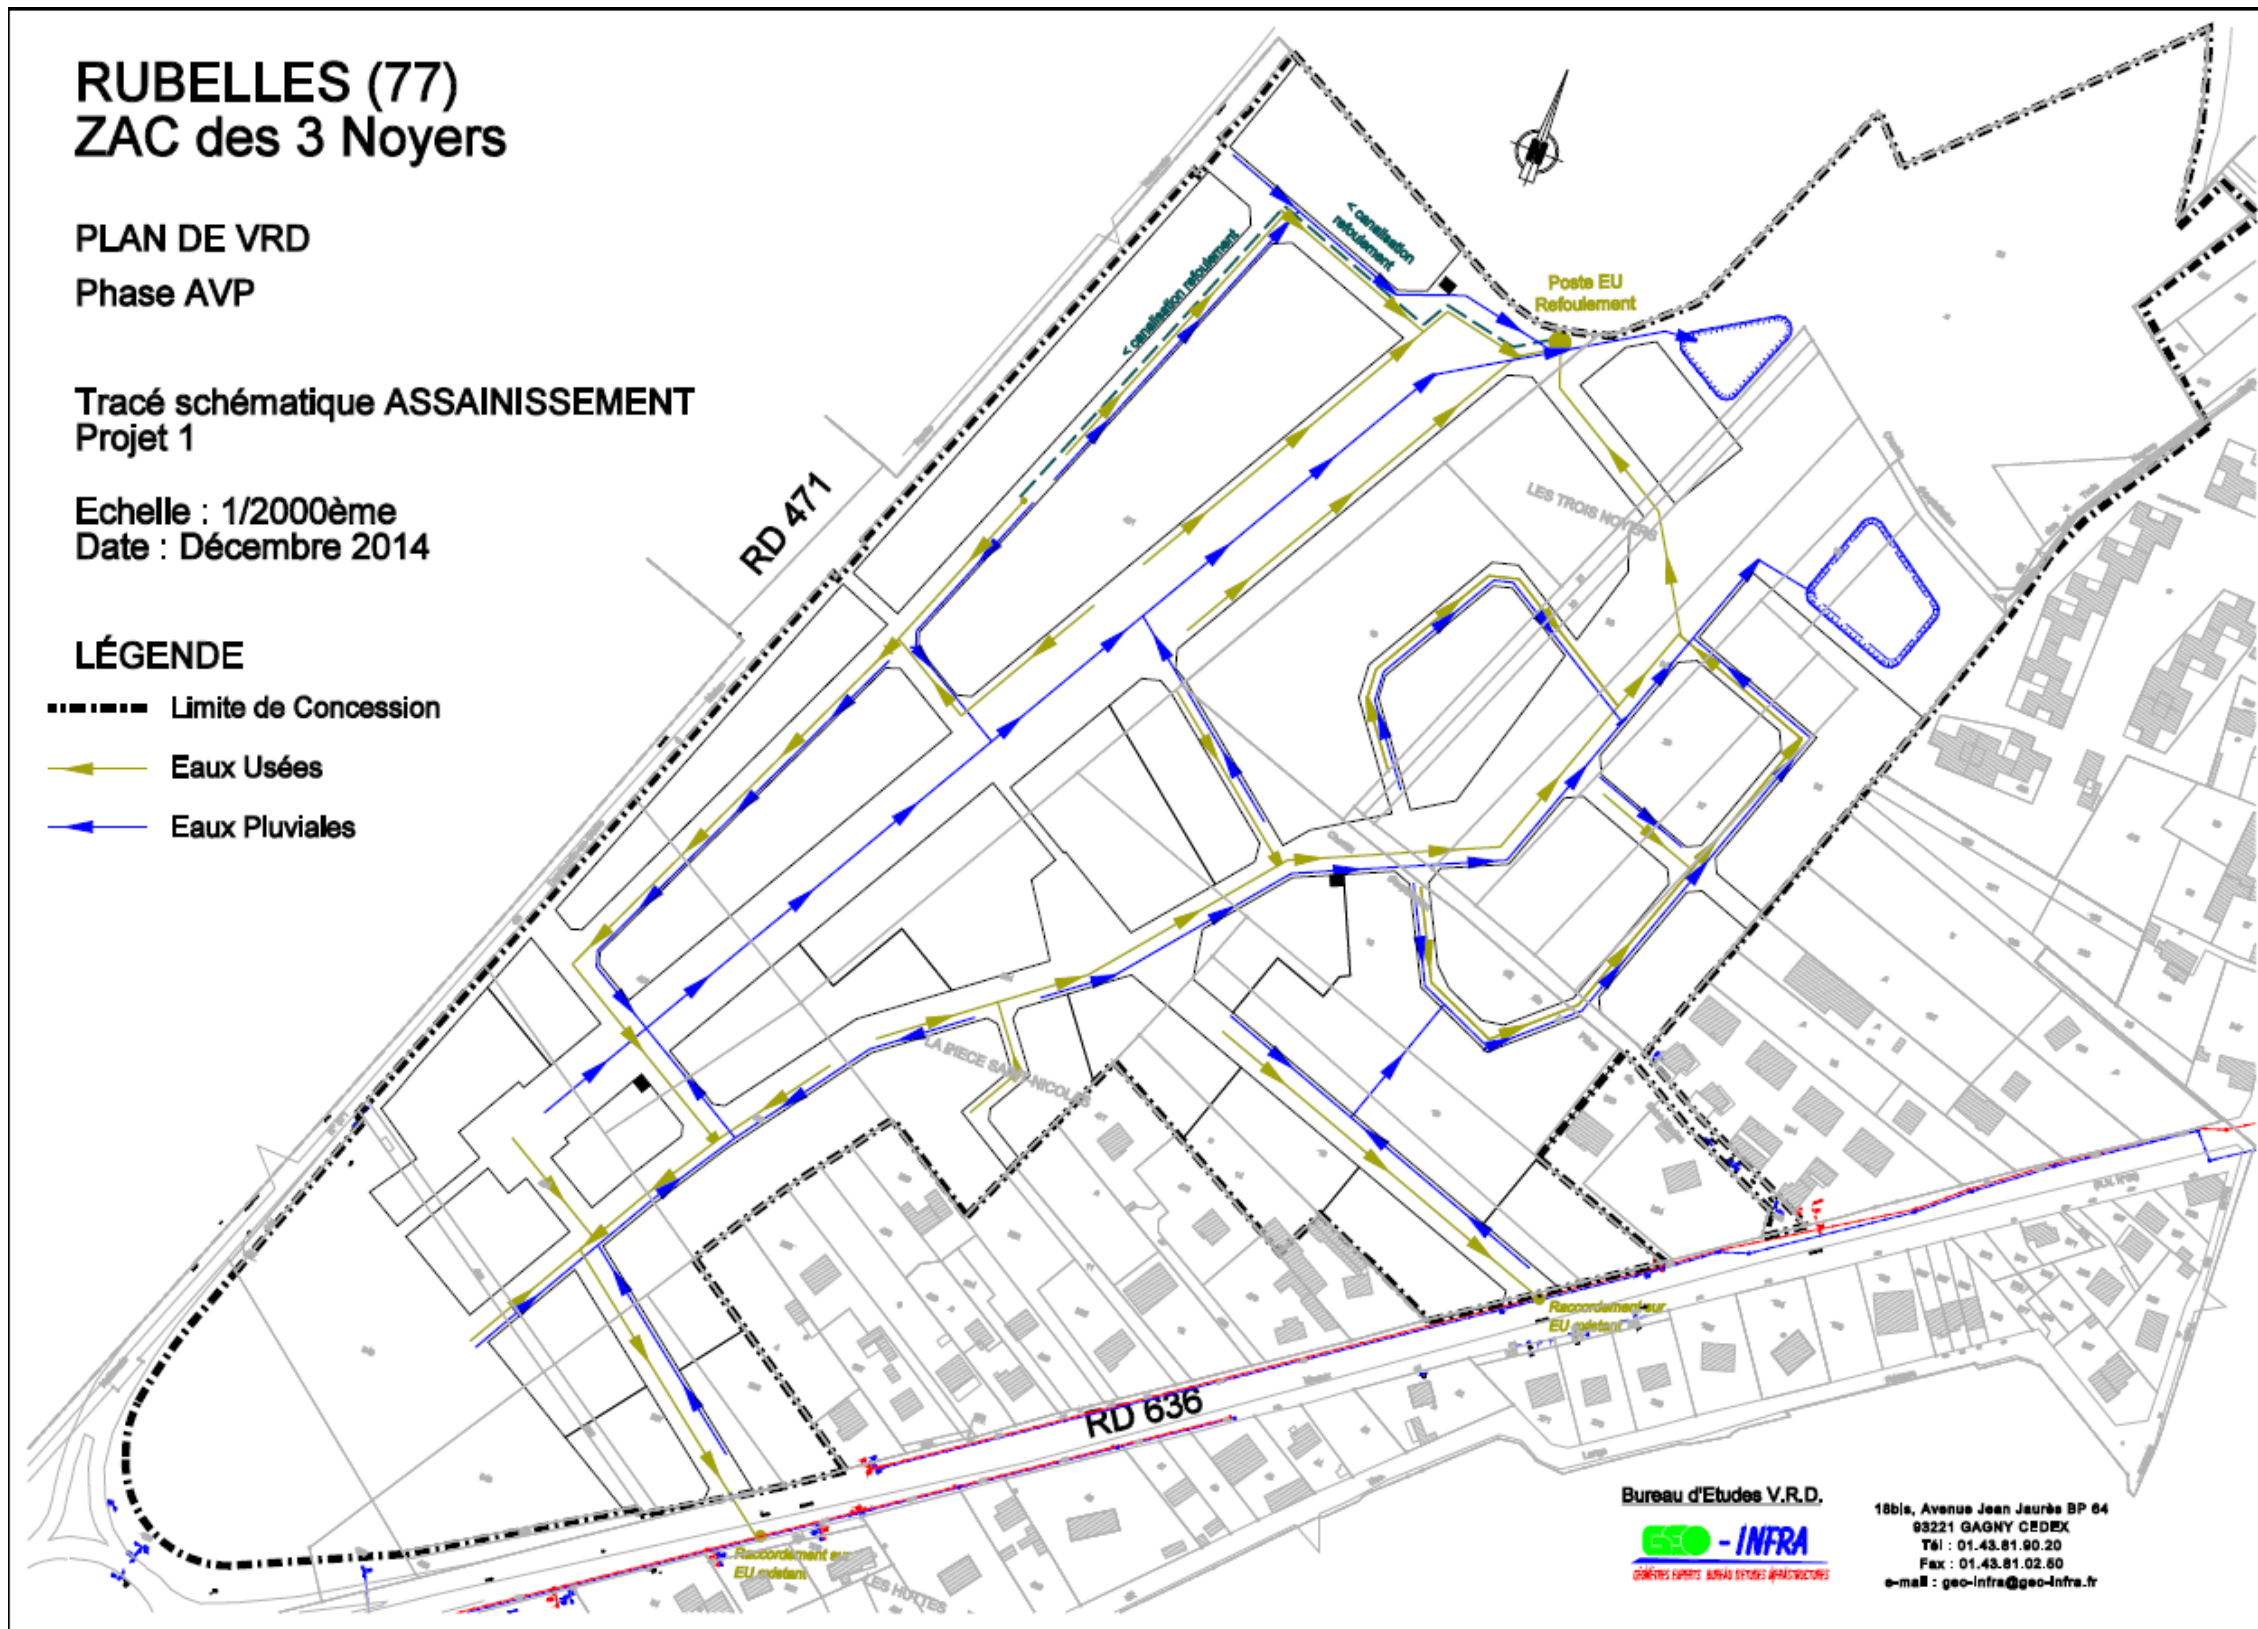 RUBELLES (77)
ZAC des 3 Noyers
PLAN DE VRD
Phase AVP
Tracé schématique ASSAINISSEMENT
Projet 1
Echelle : 1/2000ème
Date : Décembre 2014
LÉGENDE
Limite de Concession
Eaux Usées
Eaux Pluviales
RD 471
< canalisation refoulement
< canalisation
refoulement
Poste EU
Refoulement
LES TROIS NOYERS
LA PIECE SAINT-NICOLAS
RD 636
Raccordement sur
EU existant
Raccordement sur
EU existant
LES HUITES
Bureau d'Etudes V.R.D.
GEO - INFRA
GÉOMÈTRES EXPERTS BUREAU D'ETUDES INFRASTRUCTURES
18bis, Avenue Jean Jaurès BP 64
93221 GAGNY CEDEX
Tél : 01.43.81.90.20
Fax : 01.43.81.02.60
e-mail : geo-infra@geo-infra.fr